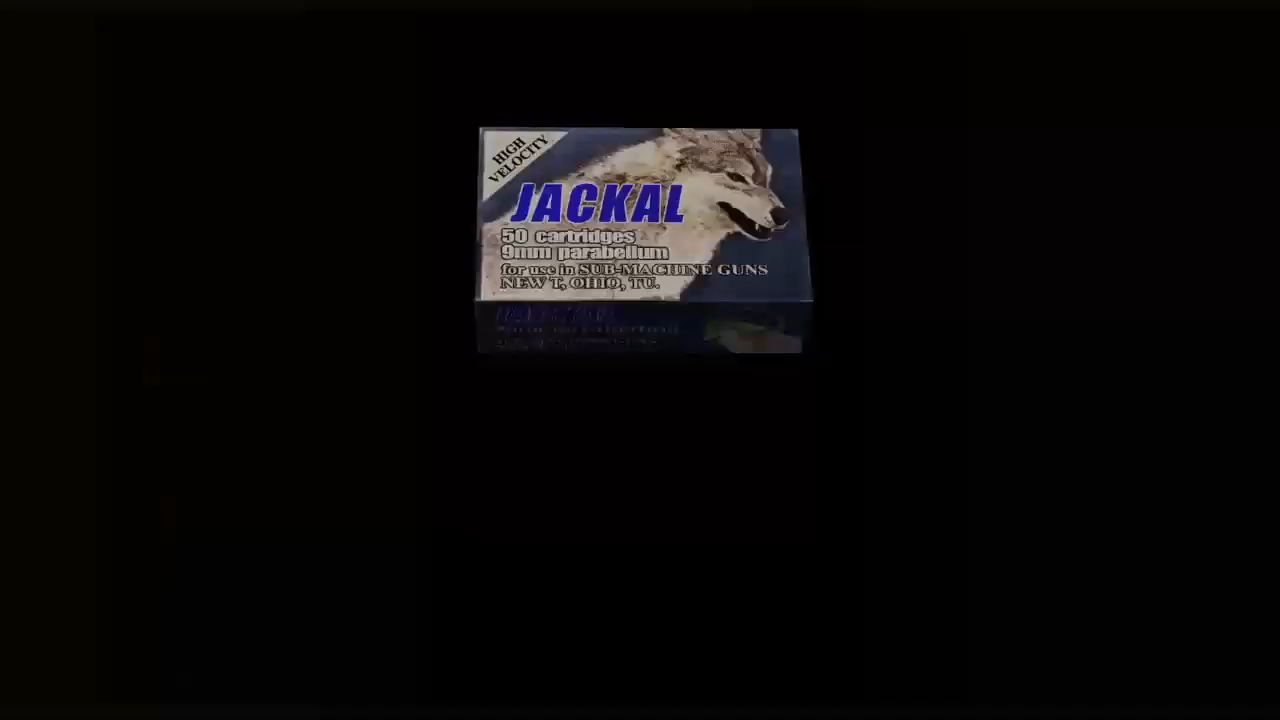 HIGH
VELOCITY
JACKAL
50 cartridges
9mm parabellum
for use in SUB-MACHINE GUNS
NEW T, OHIO, TU.